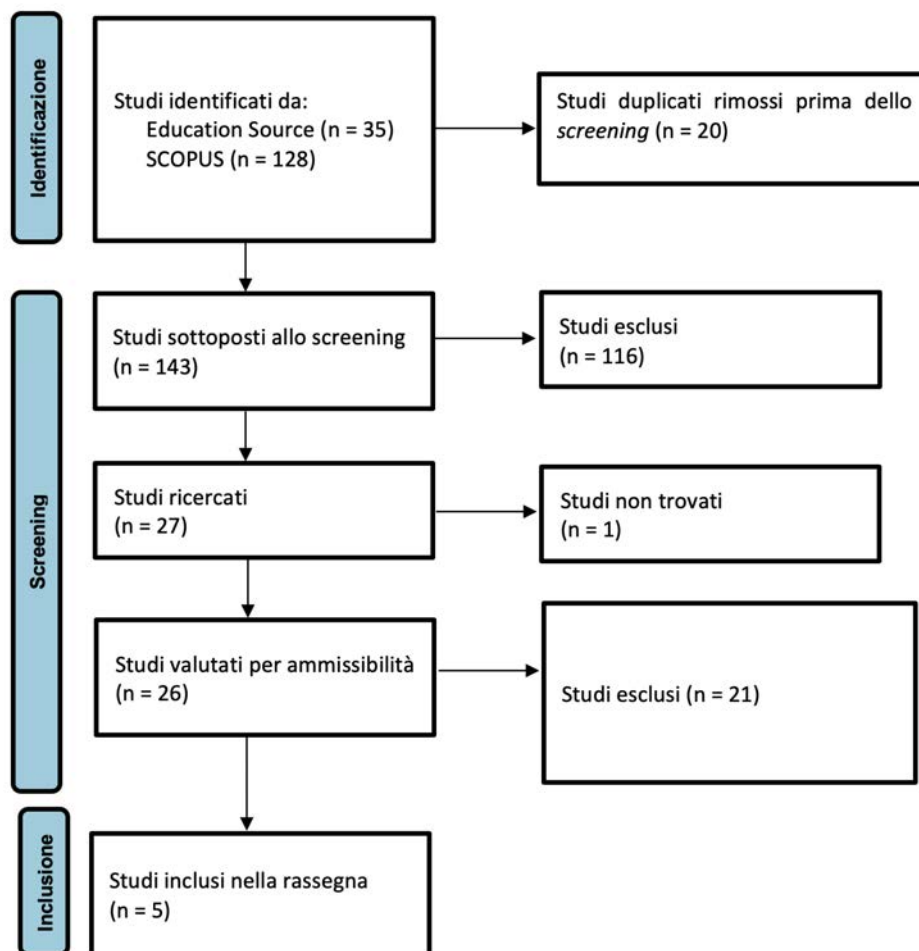 Identificazione
Studi identificati da:
Education Source (n = 35)
SCOPUS (n = 128)
Studi duplicati rimossi prima dello
screening (n = 20)
Screening
Studi sottoposti allo screening
(n = 143)
Studi esclusi
(n = 116)
Studi ricercati
(n = 27)
Studi non trovati
(n = 1)
Studi valutati per ammissibilità
(n = 26)
Studi esclusi (n = 21)
Inclusione
Studi inclusi nella rassegna
(n = 5)